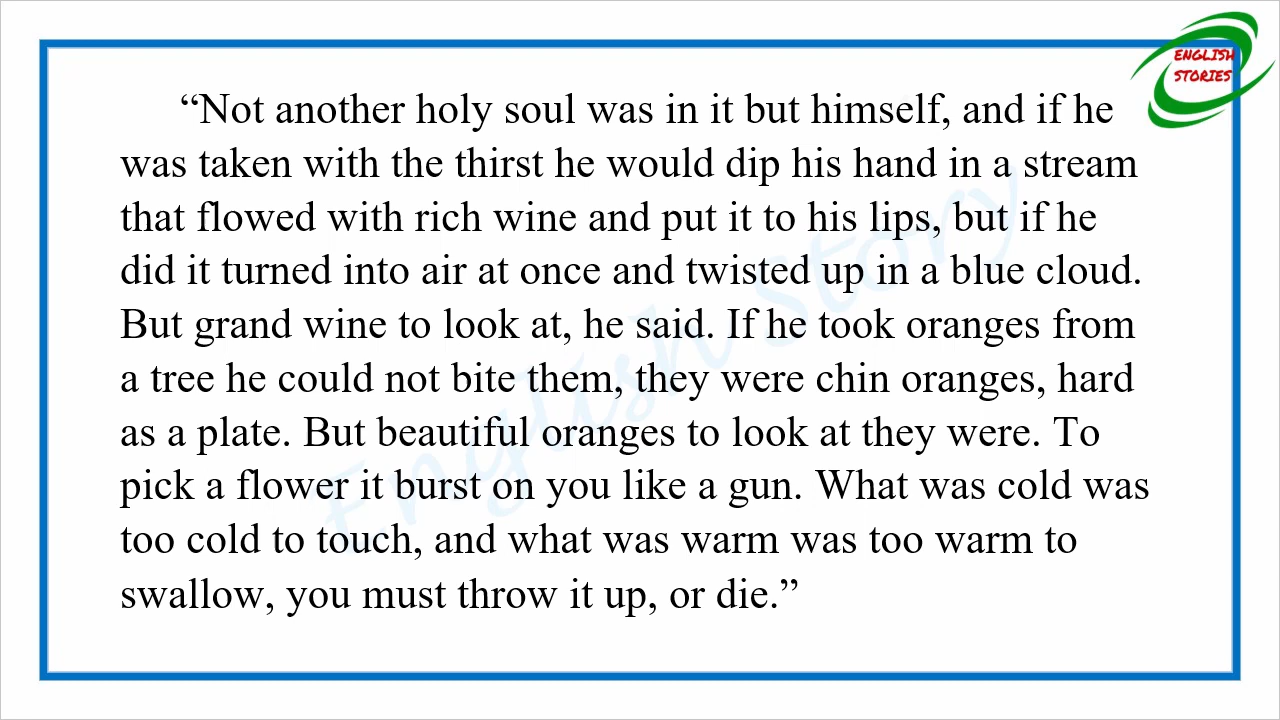 ENGLISH
STORIES
“Not another holy soul was in it but himself, and if he
was taken with the thirst he would dip his hand in a stream
that flowed with rich wine and put it to his lips, but if he
did it turned into air at once and twisted up in a blue cloud.
But grand wine to look at, he said. If he took oranges from
a tree he could not bite them, they were chin oranges, hard
as a plate. But beautiful oranges to look at they were. To
pick a flower it burst on you like a gun. What was cold was
too cold to touch, and what was warm was too warm to
swallow, you must throw it up, or die.”
English Story